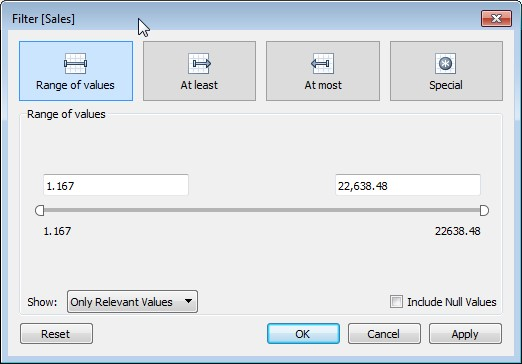 Filter [Sales]
Range of values At least At most Special
Range of values
1.167 22,638.48
1.167 22638.48
Show: Only Relevant Values Include Null Values
Reset OK Cancel Apply